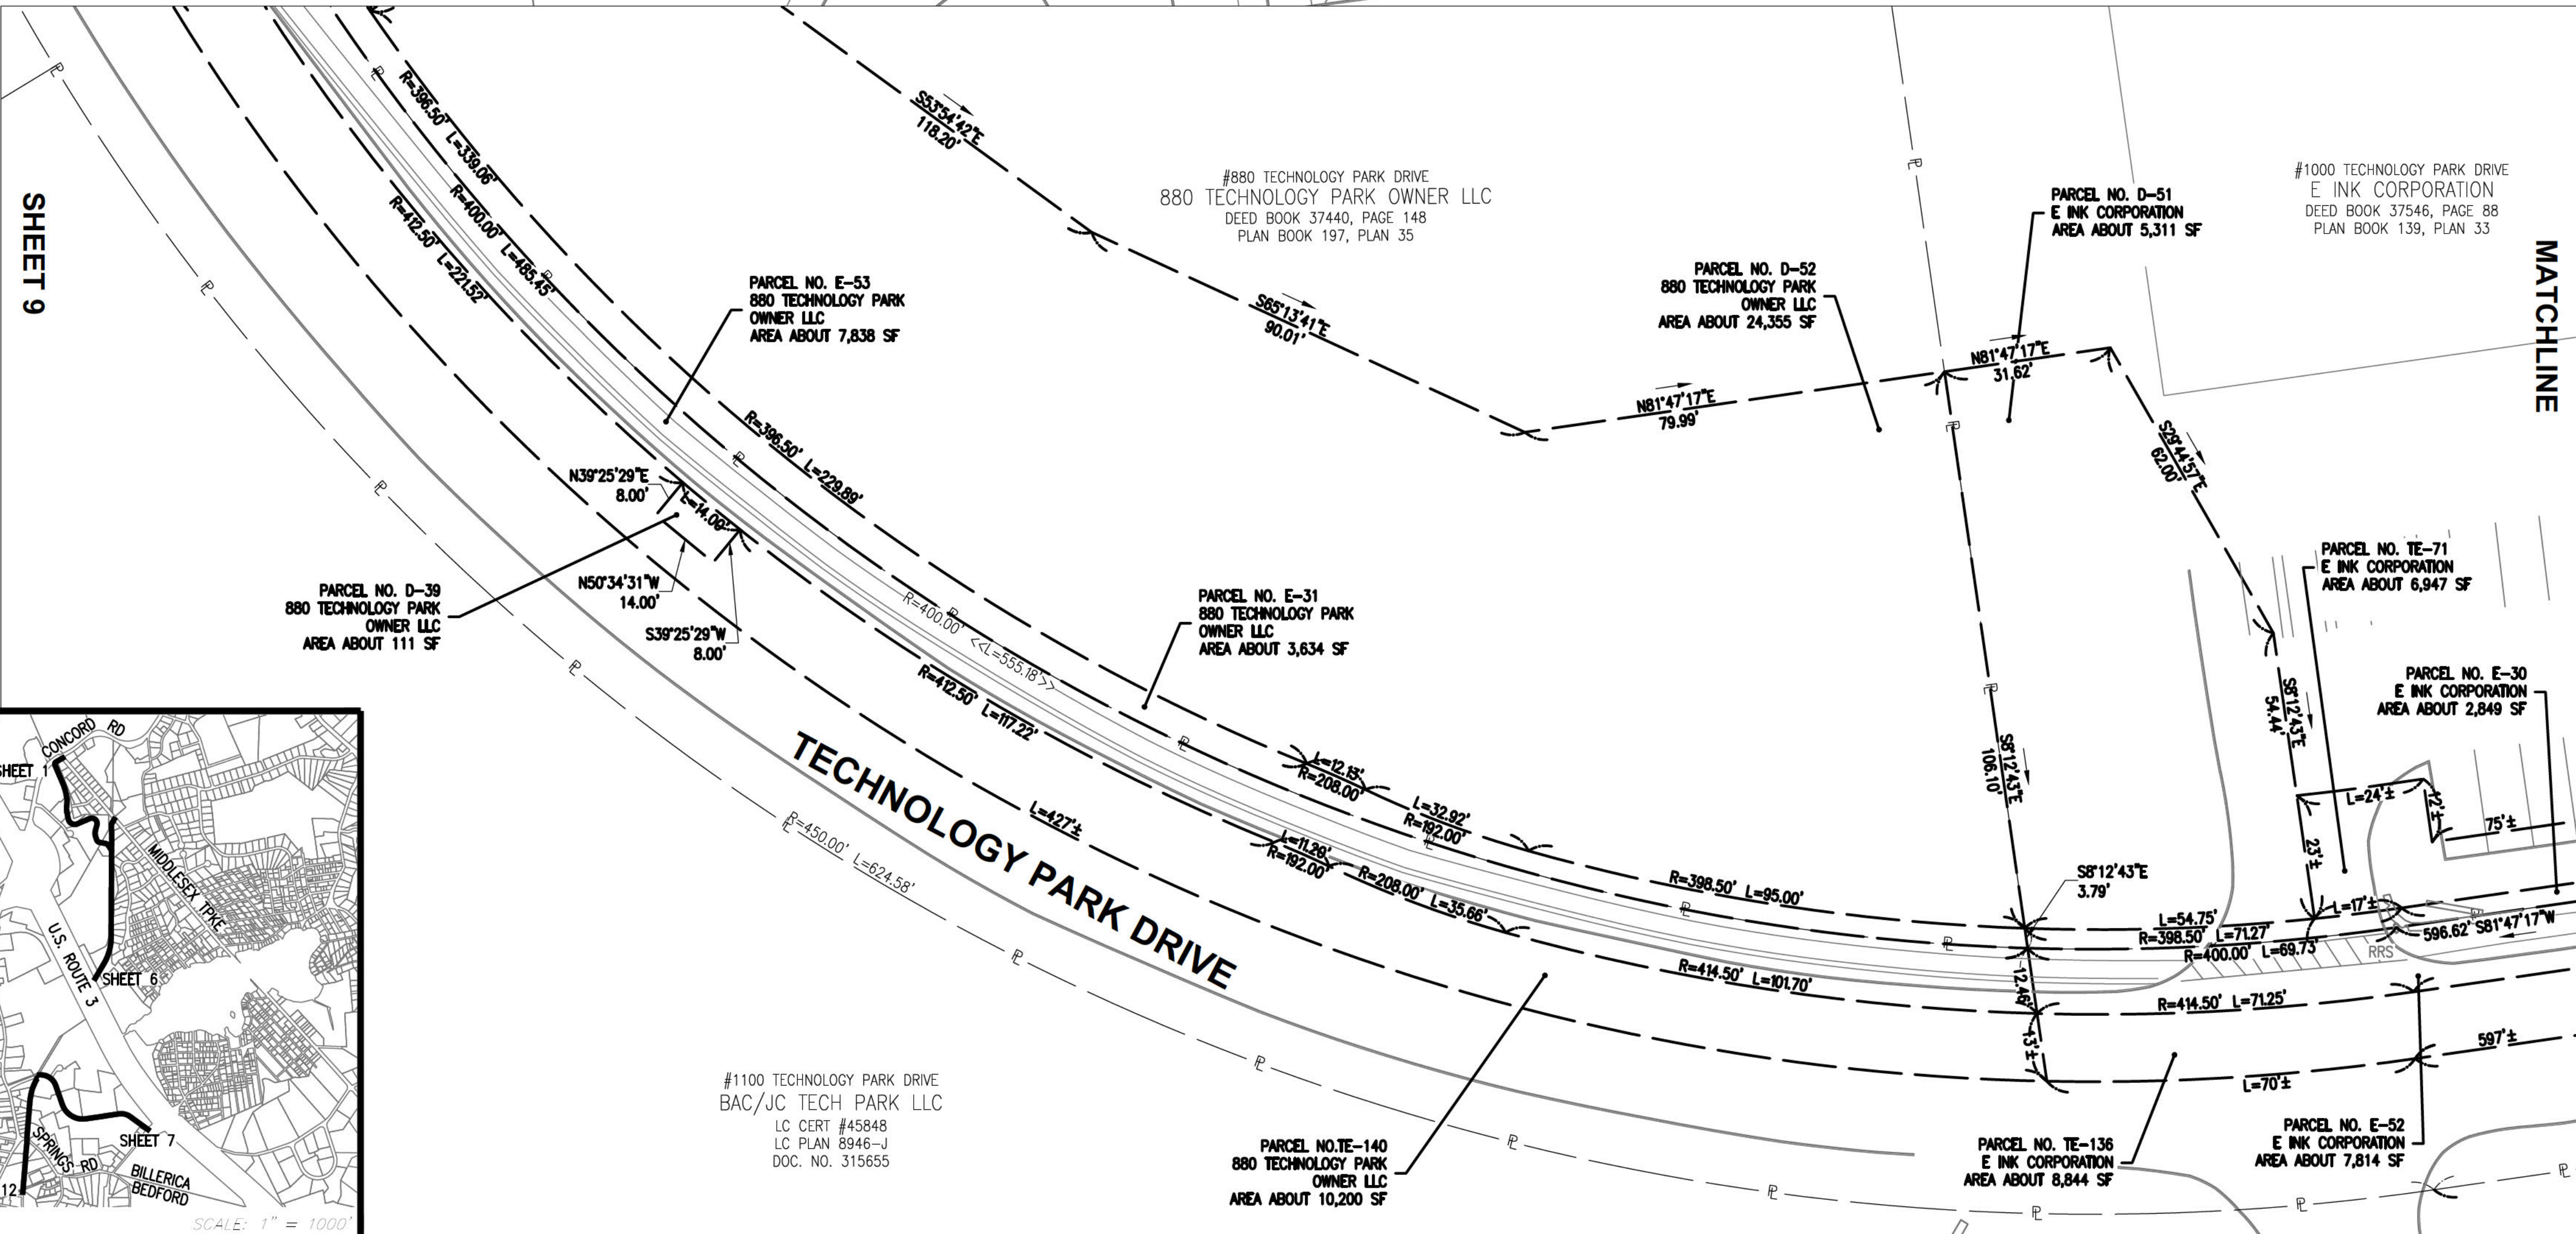 SHEET 9
R=396.50' L=339.06'
R=400.00' L=485.45'
R=412.50' L=221.52'
S53°54'42"E
118.20'
#880 TECHNOLOGY PARK DRIVE
880 TECHNOLOGY PARK OWNER LLC
DEED BOOK 37440, PAGE 148
PLAN BOOK 197, PLAN 35
S65°13'41"E
90.01'
PARCEL NO. E-53
880 TECHNOLOGY PARK
OWNER LLC
AREA ABOUT 7,838 SF
PARCEL NO. D-52
880 TECHNOLOGY PARK
OWNER LLC
AREA ABOUT 24,355 SF
PARCEL NO. D-51
E INK CORPORATION
AREA ABOUT 5,311 SF
#1000 TECHNOLOGY PARK DRIVE
E INK CORPORATION
DEED BOOK 37546, PAGE 88
PLAN BOOK 139, PLAN 33
MATCHLINE
N81°47'17"E
79.99'
N81°47'17"E
31.62'
S29°44'57"E
62.00'
R=396.50' L=229.89'
N39°25'29"E
8.00'
L=14.00'
N50°34'31"W
14.00'
S39°25'29"W
8.00'
PARCEL NO. D-39
880 TECHNOLOGY PARK
OWNER LLC
AREA ABOUT 111 SF
R=400.00' <<L=555.18'>>
PARCEL NO. E-31
880 TECHNOLOGY PARK
OWNER LLC
AREA ABOUT 3,634 SF
PARCEL NO. TE-71
E INK CORPORATION
AREA ABOUT 6,947 SF
PARCEL NO. E-30
E INK CORPORATION
AREA ABOUT 2,849 SF
S8°12'43"E
54.44'
S8°12'43"E
106.10'
R=412.50' L=117.22'
L=12.13'
R=208.00'
L=32.92'
R=192.00'
L=11.20'
R=192.00'
R=208.00' L=35.66'
L=427'±
TECHNOLOGY PARK DRIVE
R=450.00' L=624.58'
R=398.50' L=95.00'
R=414.50' L=101.70'
S8°12'43"E
3.79'
L=24'±
12'±
75'±
23'±
L=17'±
L=54.75'
R=398.50' L=71.27'
R=400.00' L=69.73'
596.62' S81°47'17"W
RRS
12.46'
R=414.50' L=71.25'
13'±
L=70'±
597'±
#1100 TECHNOLOGY PARK DRIVE
BAC/JC TECH PARK LLC
LC CERT #45848
LC PLAN 8946-J
DOC. NO. 315655
PARCEL NO.TE-140
880 TECHNOLOGY PARK
OWNER LLC
AREA ABOUT 10,200 SF
PARCEL NO. TE-136
E INK CORPORATION
AREA ABOUT 8,844 SF
PARCEL NO. E-52
E INK CORPORATION
AREA ABOUT 7,814 SF
CONCORD RD
SHEET 1
MIDDLESEX TPKE
U.S. ROUTE 3
SHEET 6
SHEET 7
SPRINGS RD
BILLERICA
BEDFORD
12
SCALE: 1" = 1000'